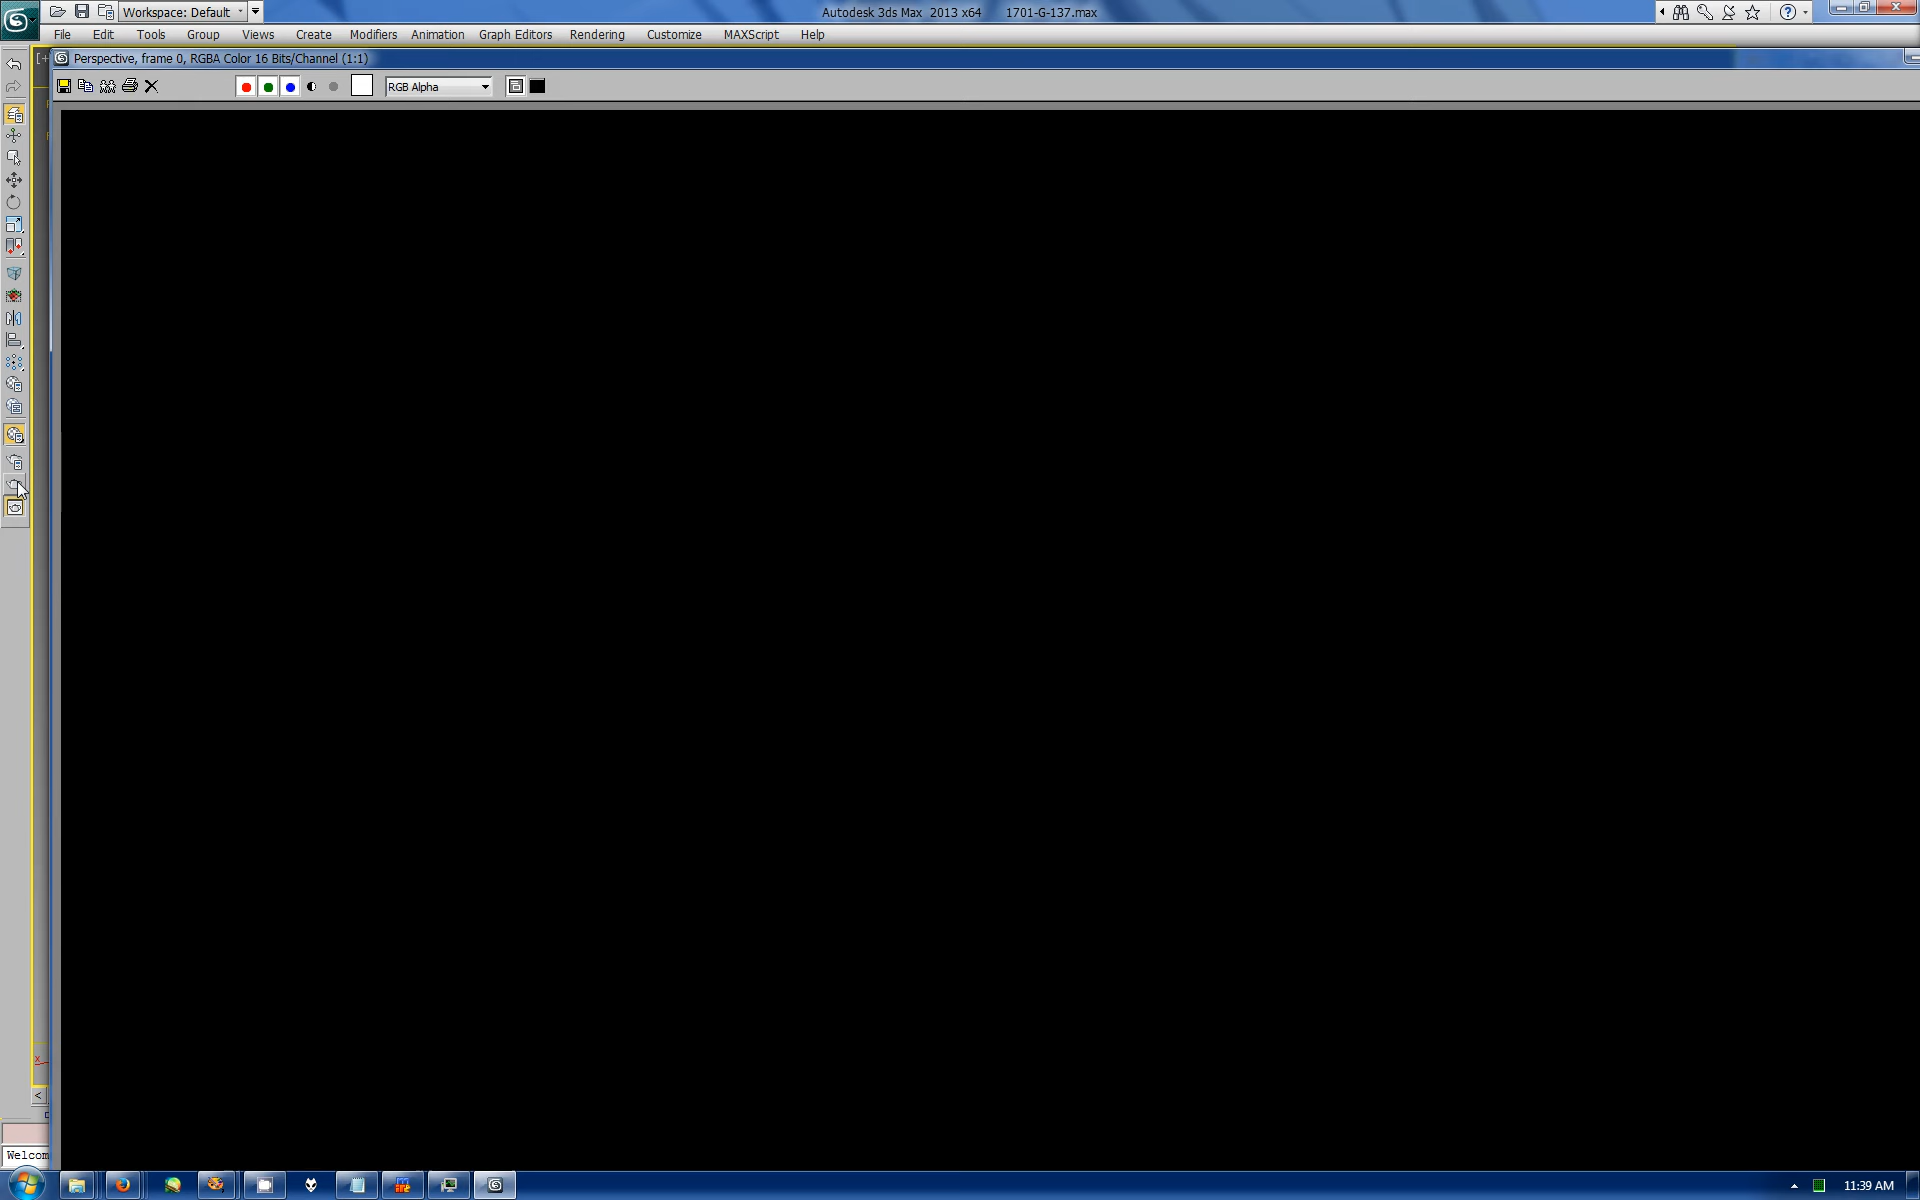 Workspace: Default
Autodesk 3ds Max 2013 x64 1701-G-137.max
File Edit Tools Group Views Create Modifiers Animation Graph Editors Rendering Customize MAXScript Help
Perspective, frame 0, RGBA Color 16 Bits/Channel (1:1)
RGB Alpha
x
Welcom
11:39 AM